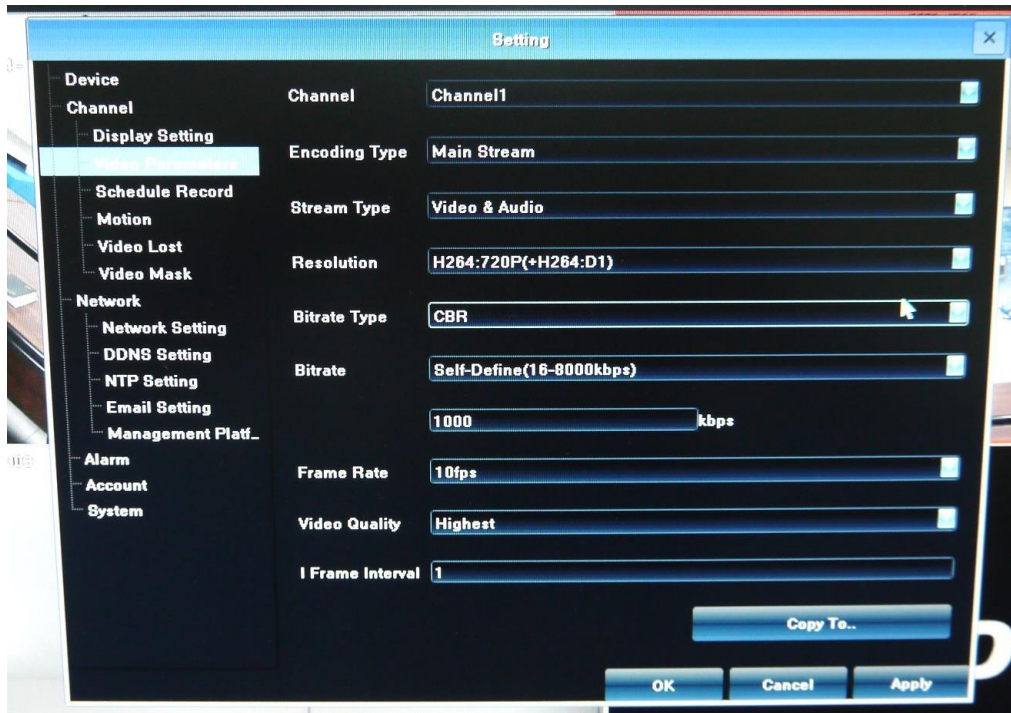 Setting
Device
Channel
Display Setting
Video Parameters
Schedule Record
Motion
Video Lost
Video Mask
Network
Network Setting
DDNS Setting
NTP Setting
Email Setting
Management Platf_
Alarm
Account
System
Channel Channel1
Encoding Type Main Stream
Stream Type Video & Audio
Resolution H264:720P(+H264:D1)
Bitrate Type CBR
Bitrate Self-Define(16-8000kbps)
1000 kbps
Frame Rate 10fps
Video Quality Highest
I Frame Interval 1
Copy To..
OK Cancel Apply